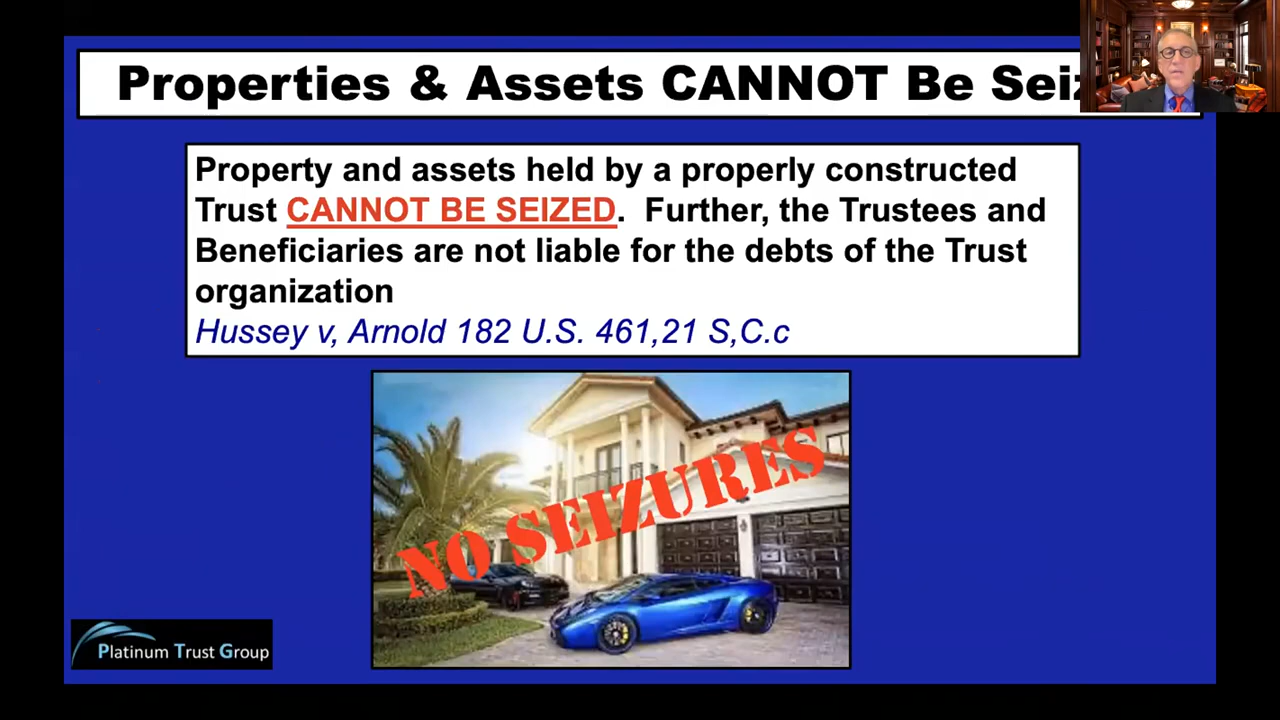 Properties & Assets CANNOT Be Sei
Property and assets held by a properly constructed
Trust CANNOT BE SEIZED. Further, the Trustees and
Beneficiaries are not liable for the debts of the Trust
organization
Hussey v, Arnold 182 U.S. 461,21 S,C.c
NO SEIZURES
Platinum Trust Group